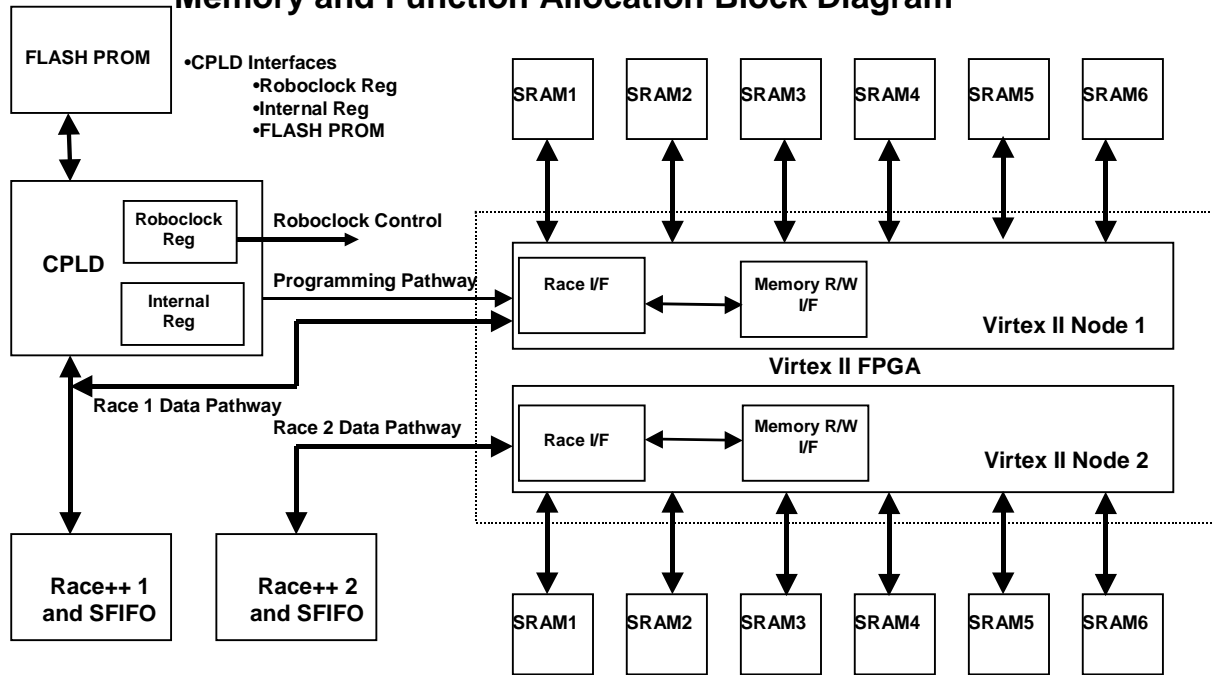 Memory and Function Allocation Block Diagram
FLASH PROM
•CPLD Interfaces
•Roboclock Reg
•Internal Reg
•FLASH PROM
SRAM1
SRAM2
SRAM3
SRAM4
SRAM5
SRAM6
CPLD
Roboclock
Reg
Internal
Reg
Roboclock Control
Programming Pathway
Race I/F
Memory R/W
I/F
Virtex II Node 1
Virtex II FPGA
Race 1 Data Pathway
Race 2 Data Pathway
Race I/F
Memory R/W
I/F
Virtex II Node 2
Race++ 1
and SFIFO
Race++ 2
and SFIFO
SRAM1
SRAM2
SRAM3
SRAM4
SRAM5
SRAM6